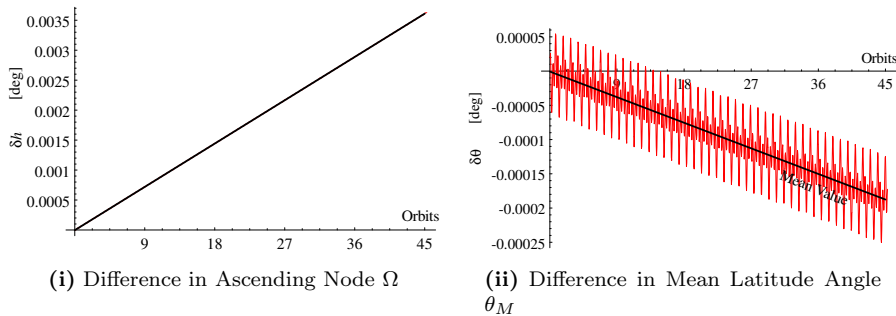 0.0035
0.003
0.0025
0.002
0.0015
0.001
0.0005
δh [deg]
Orbits
9 18 27 36 45
(i) Difference in Ascending Node Ω
0.00005
-0.00005
-0.0001
-0.00015
-0.0002
-0.00025
δθ [deg]
Orbits
9 18 27 36 45
Mean Value
(ii) Difference in Mean Latitude Angle
θM